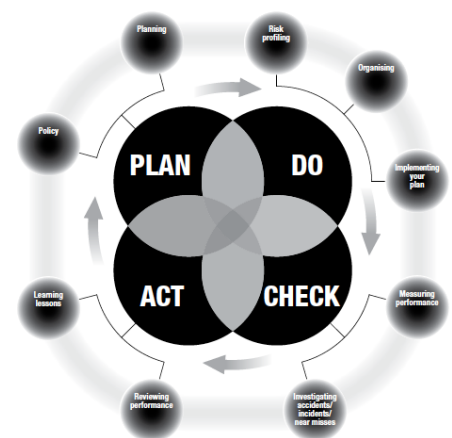 Planning
Risk
profiling
Organising
Policy
Implementing
your
plan
PLAN
DO
ACT
CHECK
Learning
lessons
Measuring
performance
Reviewing
performance
Investigating
accidents/
incidents/
near misses